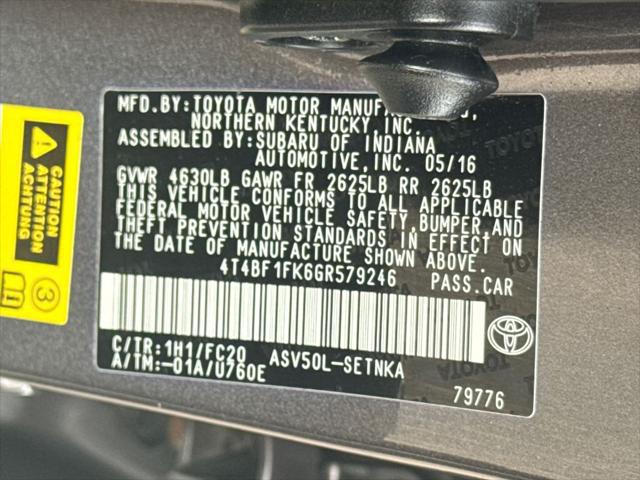 MFD.BY:TOYOTA MOTOR
NORTHERN KENTUCKY INC.
ASSEMBLED BY:SUBARU OF INDIANA
AUTOMOTIVE,INC. 05/16
GVWR 4630LB GAWR FR 2625LB RR 2625LB
THIS VEHICLE CONFORMS TO ALL APPLICABLE
FEDERAL MOTOR VEHICLE SAFETY,BUMPER,AND
THEFT PREVENTION STANDARDS IN EFFECT ON
THE DATE OF MANUFACTURE SHOWN ABOVE.
4T4BF1FK6GR579246 PASS.CAR
C/TR:1H1/FC20 ASV50L-SETNKA
A/TM:-01A/U760E
79776
CAUTION
ATTENTION
ACHTUNG
3
TOYOTA
TOYOTA